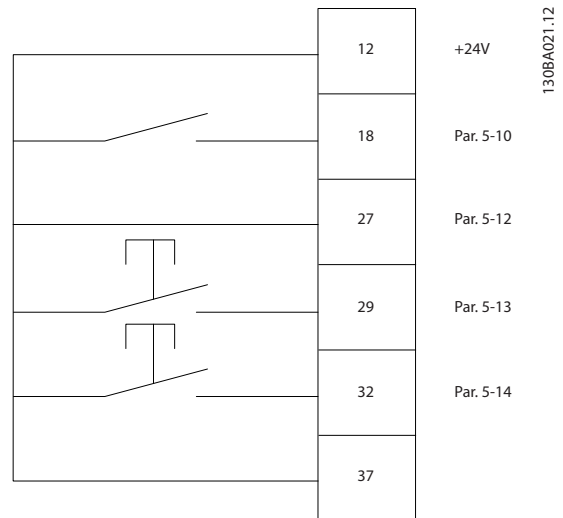 12 +24V
18 Par. 5-10
27 Par. 5-12
29 Par. 5-13
32 Par. 5-14
37
130BA021.12